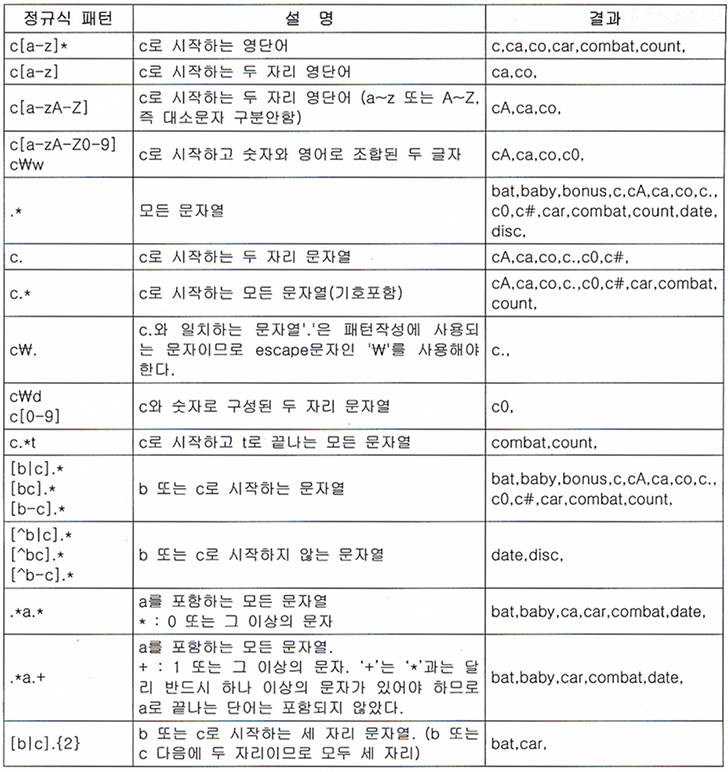 정규식 패턴 설 명 결과
c[a-z]* c로 시작하는 영단어 c,ca,co,car,combat,count,
c[a-z] c로 시작하는 두 자리 영단어 ca,co,
c[a-zA-Z] c로 시작하는 두 자리 영단어 (a~z 또는 A~Z,
즉 대소문자 구분안함) cA,ca,co,
c[a-zA-Z0-9]
c₩w c로 시작하고 숫자와 영어로 조합된 두 글자 cA,ca,co,c0,
.* 모든 문자열 bat,baby,bonus,c,cA,ca,co,c.,
c0,c#,car,combat,count,date,
disc,
c. c로 시작하는 두 자리 문자열 cA,ca,co,c.,c0,c#,
c.* c로 시작하는 모든 문자열(기호포함) cA,ca,co,c.,c0,c#,car,combat,
count,
c₩. c.와 일치하는 문자열'.'은 패턴작성에 사용되
는 문자이므로 escape문자인 '₩'를 사용해야
한다. c.,
c₩d
c[0-9] c와 숫자로 구성된 두 자리 문자열 c0,
c.*t c로 시작하고 t로 끝나는 모든 문자열 combat,count,
[b|c].*
[bc].*
[b-c].* b 또는 c로 시작하는 문자열 bat,baby,bonus,c,cA,ca,co,c.,
c0,c#,car,combat,count,
[^b|c].*
[^bc].*
[^b-c].* b 또는 c로 시작하지 않는 문자열 date,disc,
.*a.* a를 포함하는 모든 문자열
* : 0 또는 그 이상의 문자 bat,baby,ca,car,combat,date,
.*a.+ a를 포함하는 모든 문자열.
+ : 1 또는 그 이상의 문자. '+'는 '*'과는 달
리 반드시 하나 이상의 문자가 있어야 하므로
a로 끝나는 단어는 포함되지 않았다. bat,baby,car,combat,date,
[b|c].{2} b 또는 c로 시작하는 세 자리 문자열. (b 또는
c 다음에 두 자리이므로 모두 세 자리) bat,car,